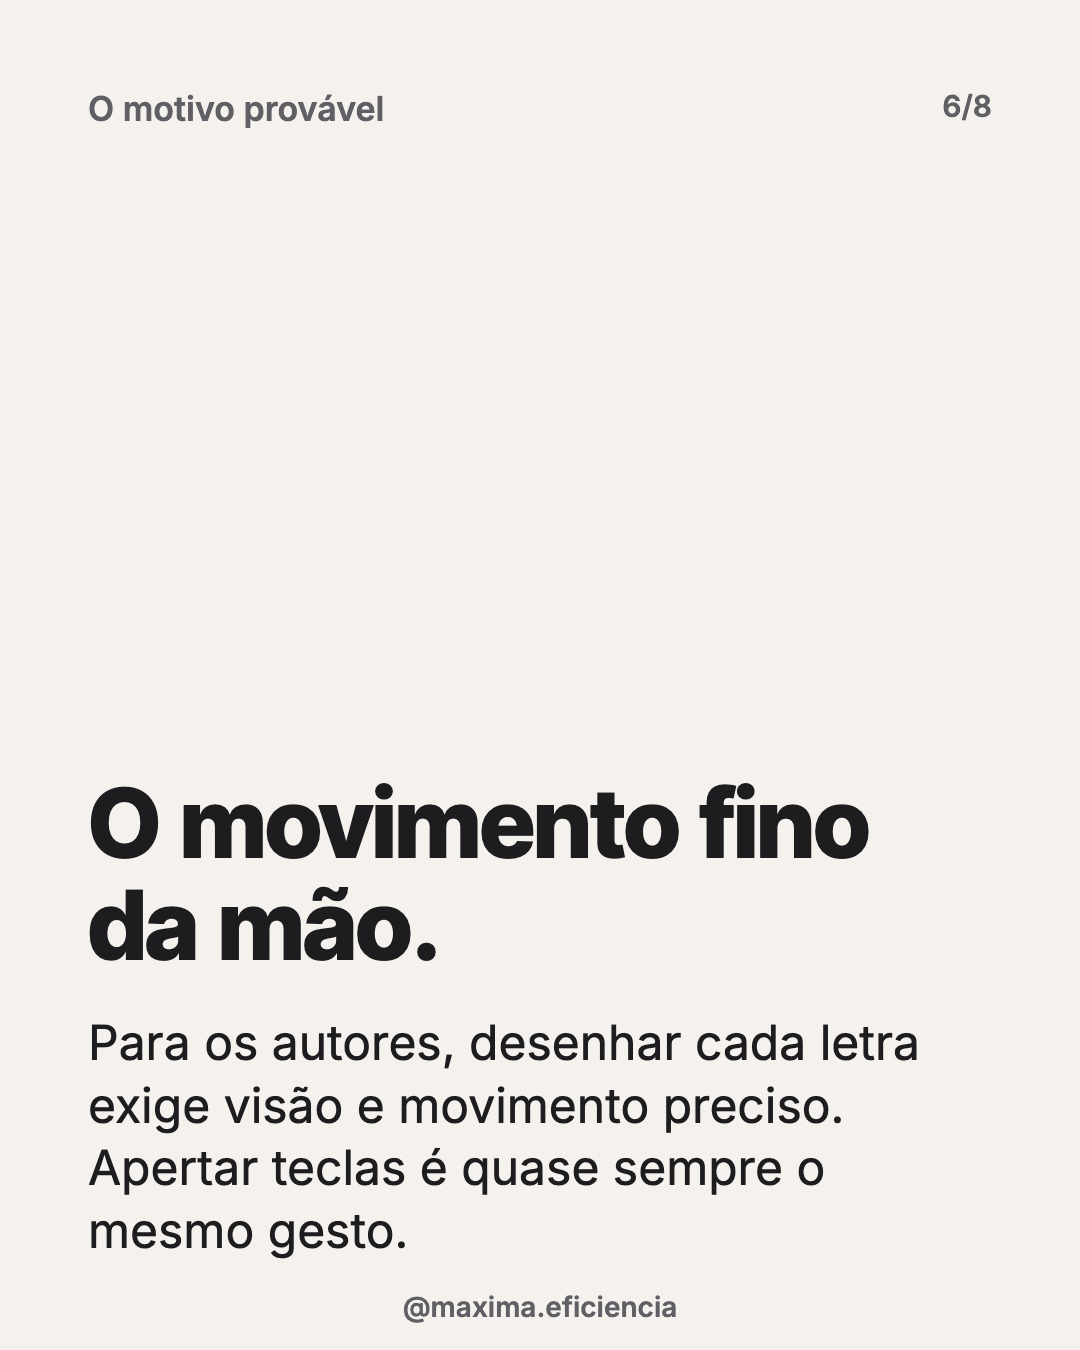 O motivo provável
6/8
O movimento fino
da mão.
Para os autores, desenhar cada letra
exige visão e movimento preciso.
Apertar teclas é quase sempre o
mesmo gesto.
@maxima.eficiencia